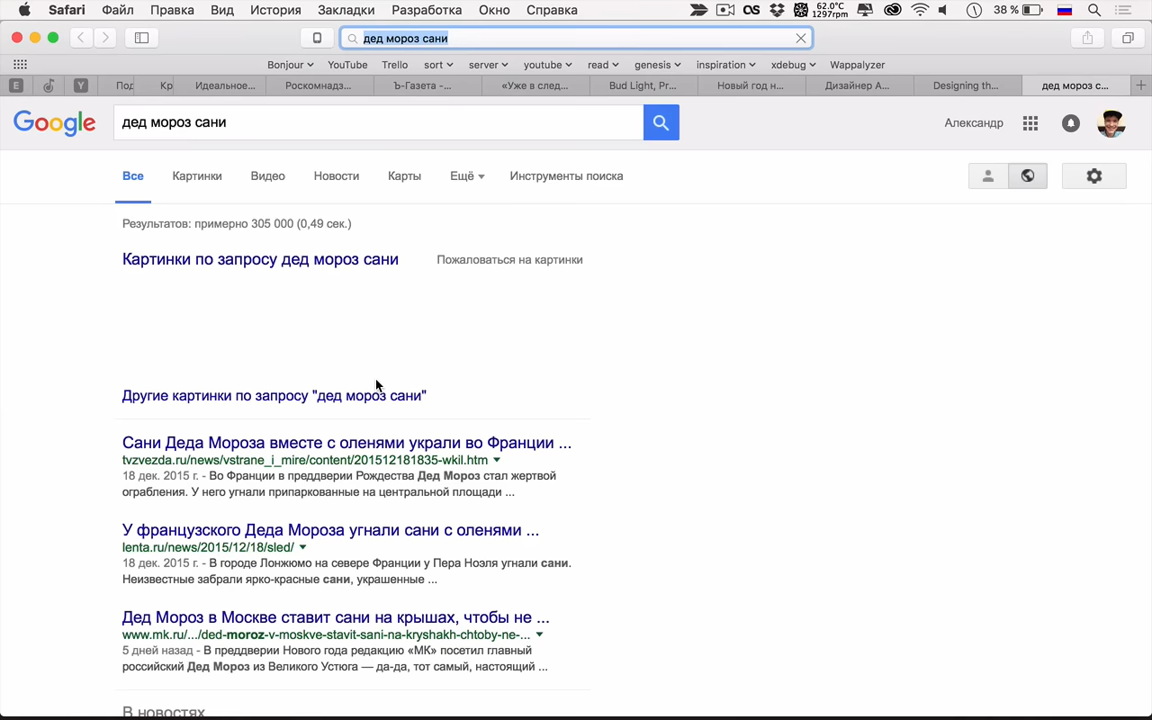 Safari Файл Правка Вид История Закладки Разработка Окно Справка
62.0°C
1297rpm
38 %
дед мороз сани
Bonjour YouTube Trello sort server youtube read genesis inspiration xdebug Wappalyzer
E Y Под Кр Идеальное... Роскомнадз... Ъ-Газета -... «Уже в след... Bud Light, Pr... Новый год н... Дизайнер А... Designing th... дед мороз с...
Google дед мороз сани Александр
Все Картинки Видео Новости Карты Ещё Инструменты поиска
Результатов: примерно 305 000 (0,49 сек.)
Картинки по запросу дед мороз сани Пожаловаться на картинки
Другие картинки по запросу "дед мороз сани"
Сани Деда Мороза вместе с оленями украли во Франции ...
tvzvezda.ru/news/vstrane_i_mire/content/201512181835-wkil.htm
18 дек. 2015 г. - Во Франции в преддверии Рождества Дед Мороз стал жертвой
ограбления. У него угнали припаркованные на центральной площади ...
У французского Деда Мороза угнали сани с оленями ...
lenta.ru/news/2015/12/18/sled/
18 дек. 2015 г. - В городе Лонжюмо на севере Франции у Пера Ноэля угнали сани.
Неизвестные забрали ярко-красные сани, украшенные ...
Дед Мороз в Москве ставит сани на крышах, чтобы не ...
www.mk.ru/.../ded-moroz-v-moskve-stavit-sani-na-kryshakh-chtoby-ne-...
5 дней назад - В преддверии Нового года редакцию «МК» посетил главный
российский Дед Мороз из Великого Устюга — да-да, тот самый, настоящий ...
В новостях